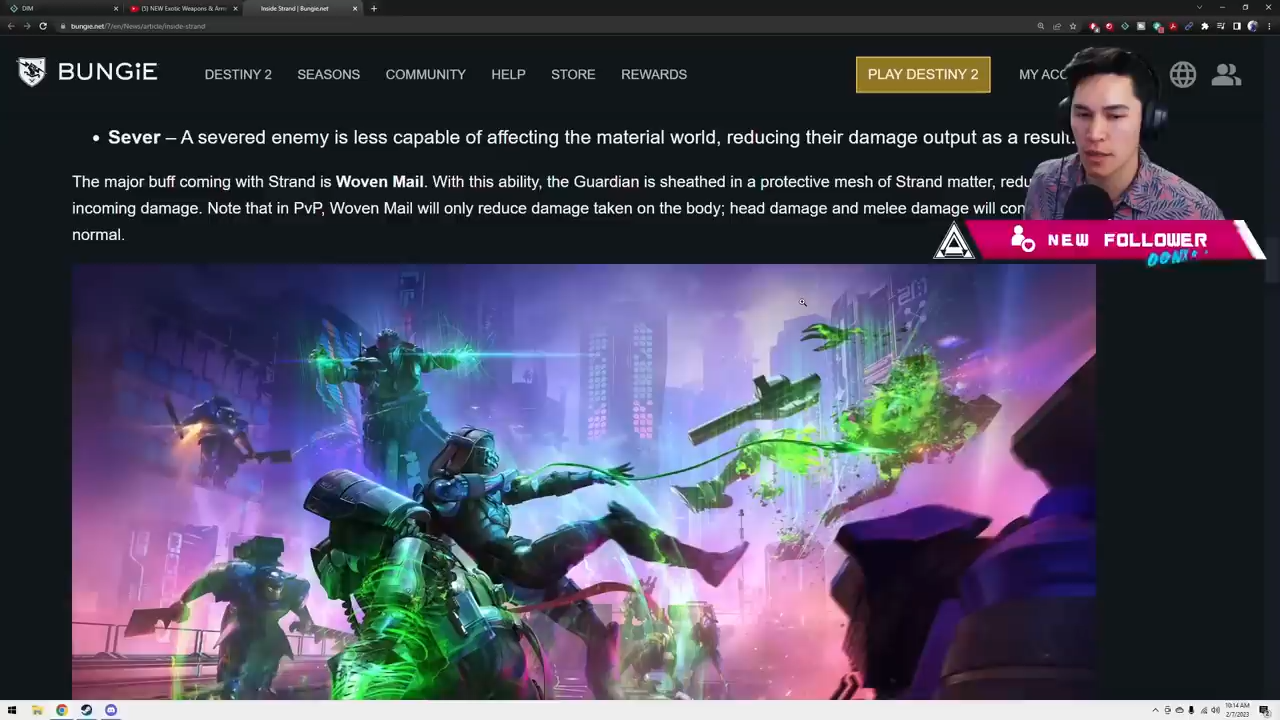 DIM
(5) NEW Exotic Weapons & Arm
Inside Strand | Bungie.net
bungie.net/7/en/News/article/inside-strand
BUNGiE
DESTINY 2
SEASONS
COMMUNITY
HELP
STORE
REWARDS
PLAY DESTINY 2
MY ACC
• Sever – A severed enemy is less capable of affecting the material world, reducing their damage output as a result.
The major buff coming with Strand is Woven Mail. With this ability, the Guardian is sheathed in a protective mesh of Strand matter, redu
incoming damage. Note that in PvP, Woven Mail will only reduce damage taken on the body; head damage and melee damage will con
normal.
NEW FOLLOWER
10:14 AM
2/7/2023